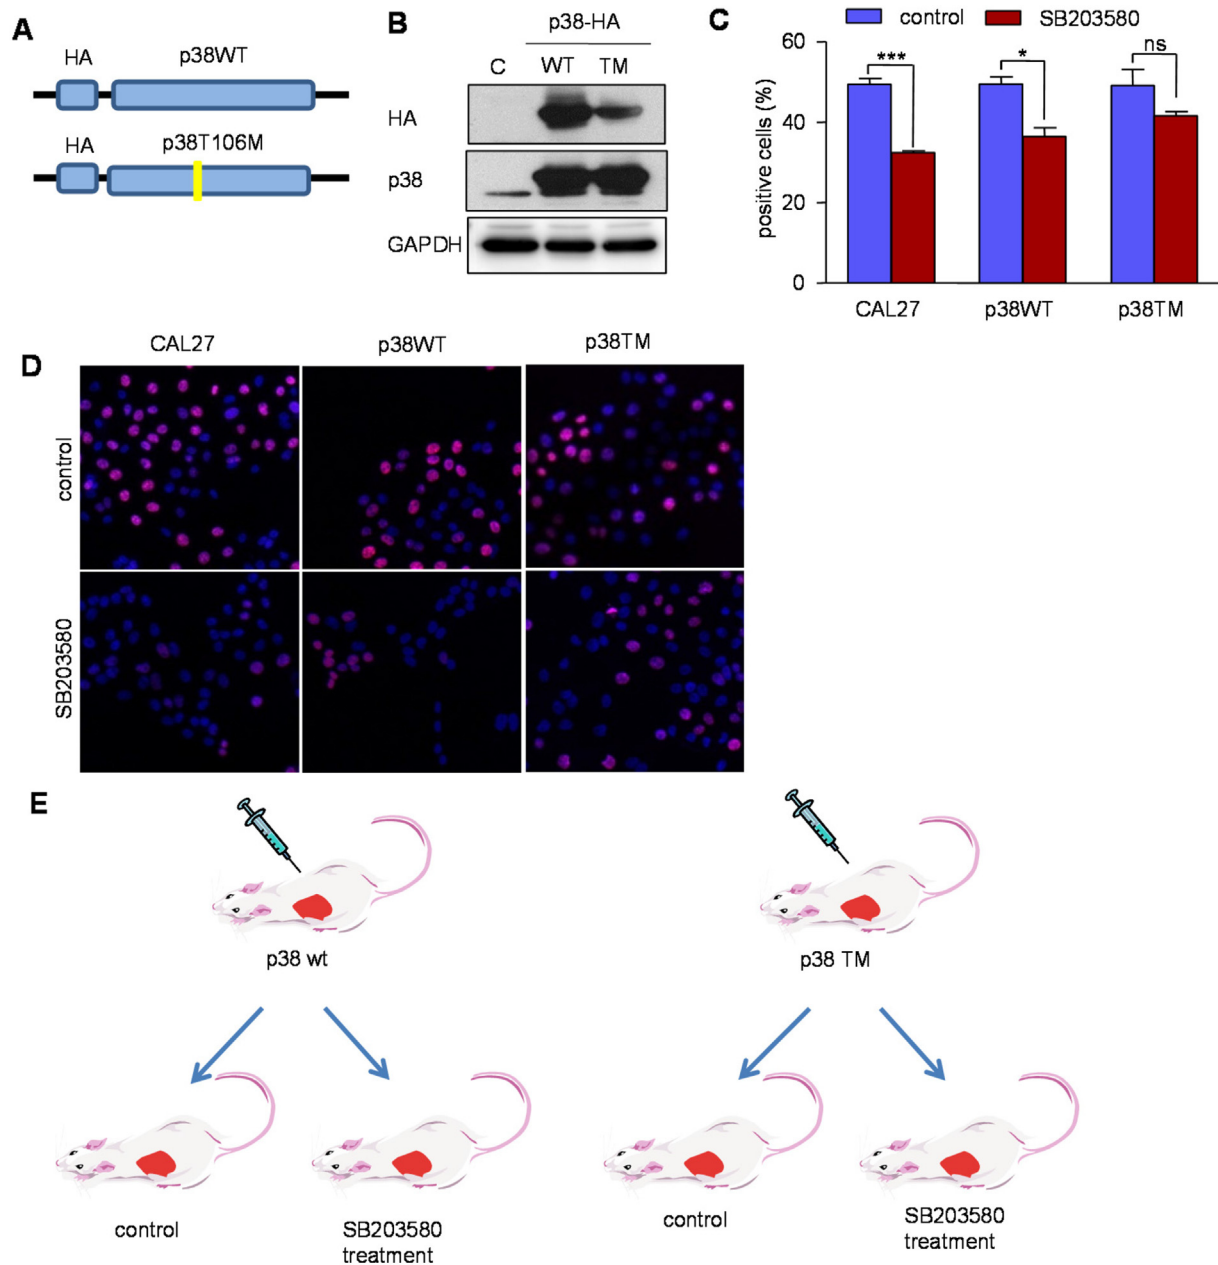 A
HA
p38WT
HA
p38T106M
B
p38-HA
C
WT
TM
HA
p38
GAPDH
C
control
SB203580
positive cells (%)
60
40
20
0
***
*
ns
CAL27
p38WT
p38TM
D
CAL27
p38WT
p38TM
control
SB203580
E
p38 wt
p38 TM
control
SB203580
treatment
control
SB203580
treatment